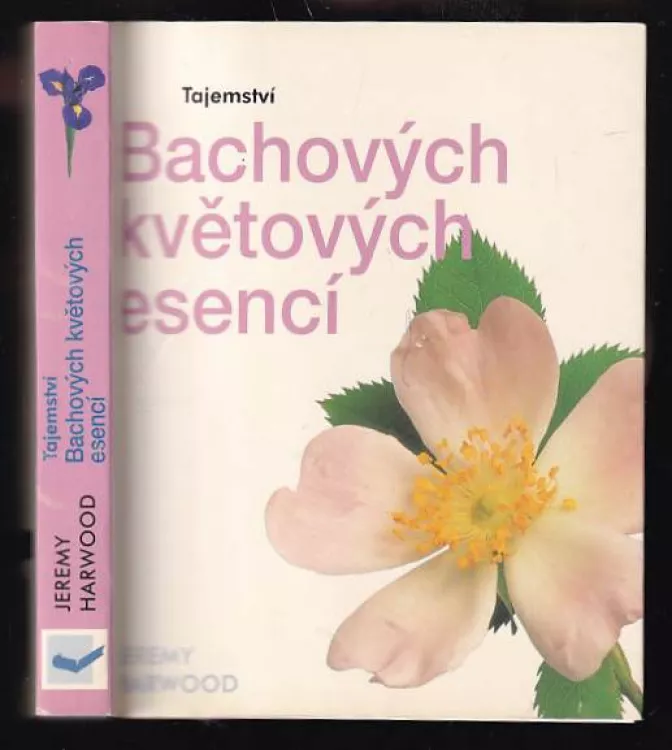 Tajemství
Bachových
květových
esencí
JEREMY
HARWOOD
Tajemství
Bachových květových
esencí
JEREMY
HARWOOD